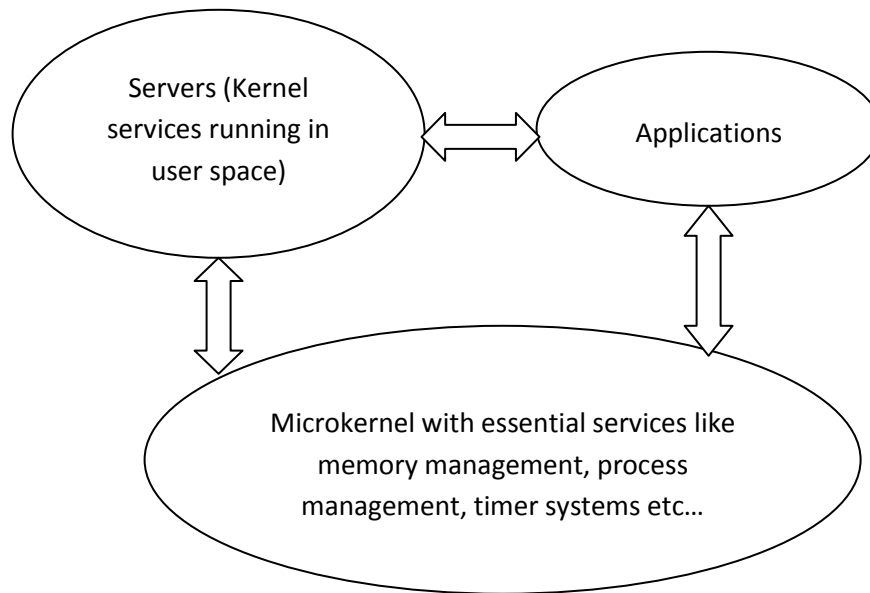 Servers (Kernel
services running in
user space)
Applications
Microkernel with essential services like
memory management, process
management, timer systems etc…